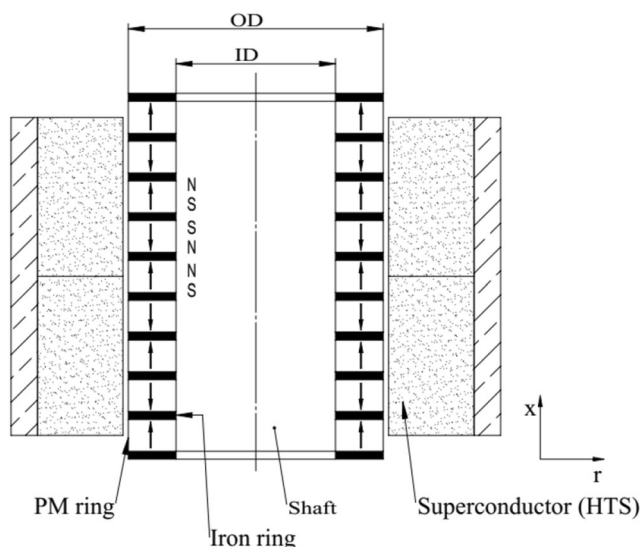 OD
ID
N
S
S
N
N
S
x
r
PM ring
Shaft
Superconductor (HTS)
Iron ring